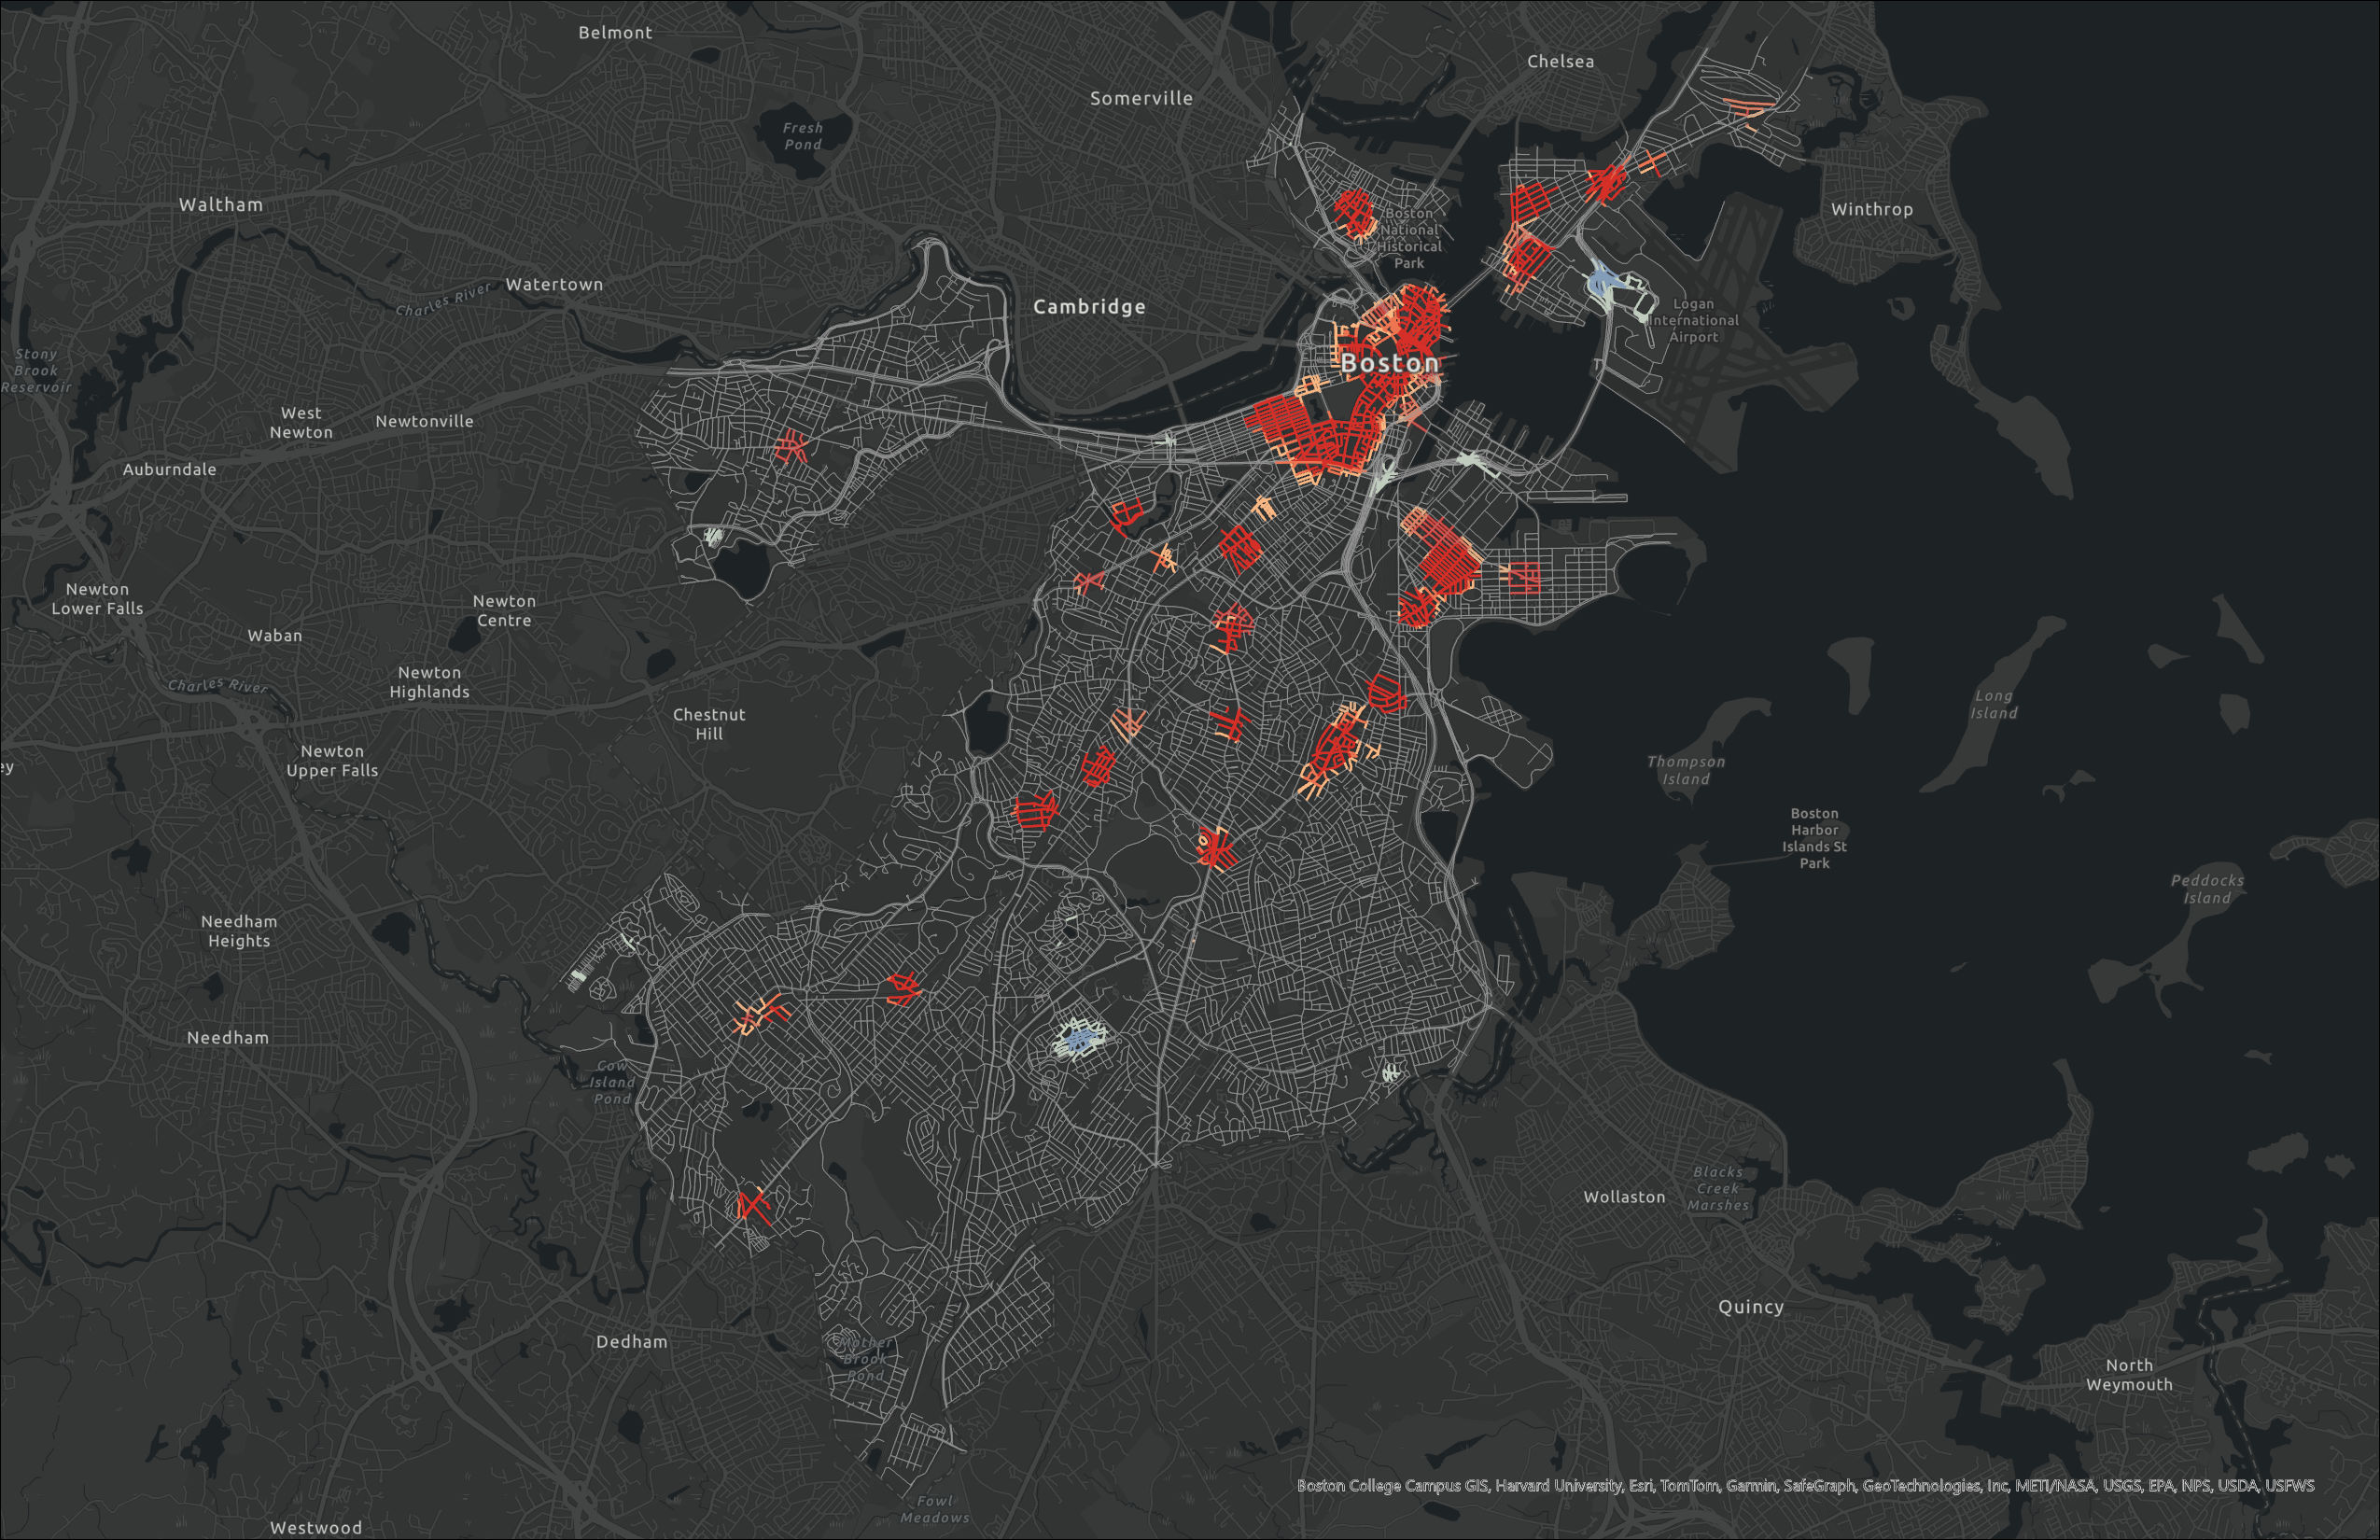 Belmont
Chelsea
Somerville
Fresh
Pond
Waltham
Winthrop
Boston
National
Historical
Park
Watertown
Charles River
Cambridge
Logan
International
Airport
Stony
Brook
Reservoir
Boston
West
Newton
Newtonville
Auburndale
Newton
Lower Falls
Newton
Centre
Waban
Newton
Highlands
Charles River
Chestnut
Hill
Long
Island
Newton
Upper Falls
ey
Thompson
Island
Boston
Harbor
Islands St
Park
Peddocks
Island
Needham
Heights
Needham
Cow
Island
Pond
Blacks
Creek
Marshes
Wollaston
Quincy
Dedham
Mother
Brook
Pond
North
Weymouth
Boston College Campus GIS, Harvard University, Esri, TomTom, Garmin, SafeGraph, GeoTechnologies, Inc, METI/NASA, USGS, EPA, NPS, USDA, USFWS
Fowl
Meadows
Westwood